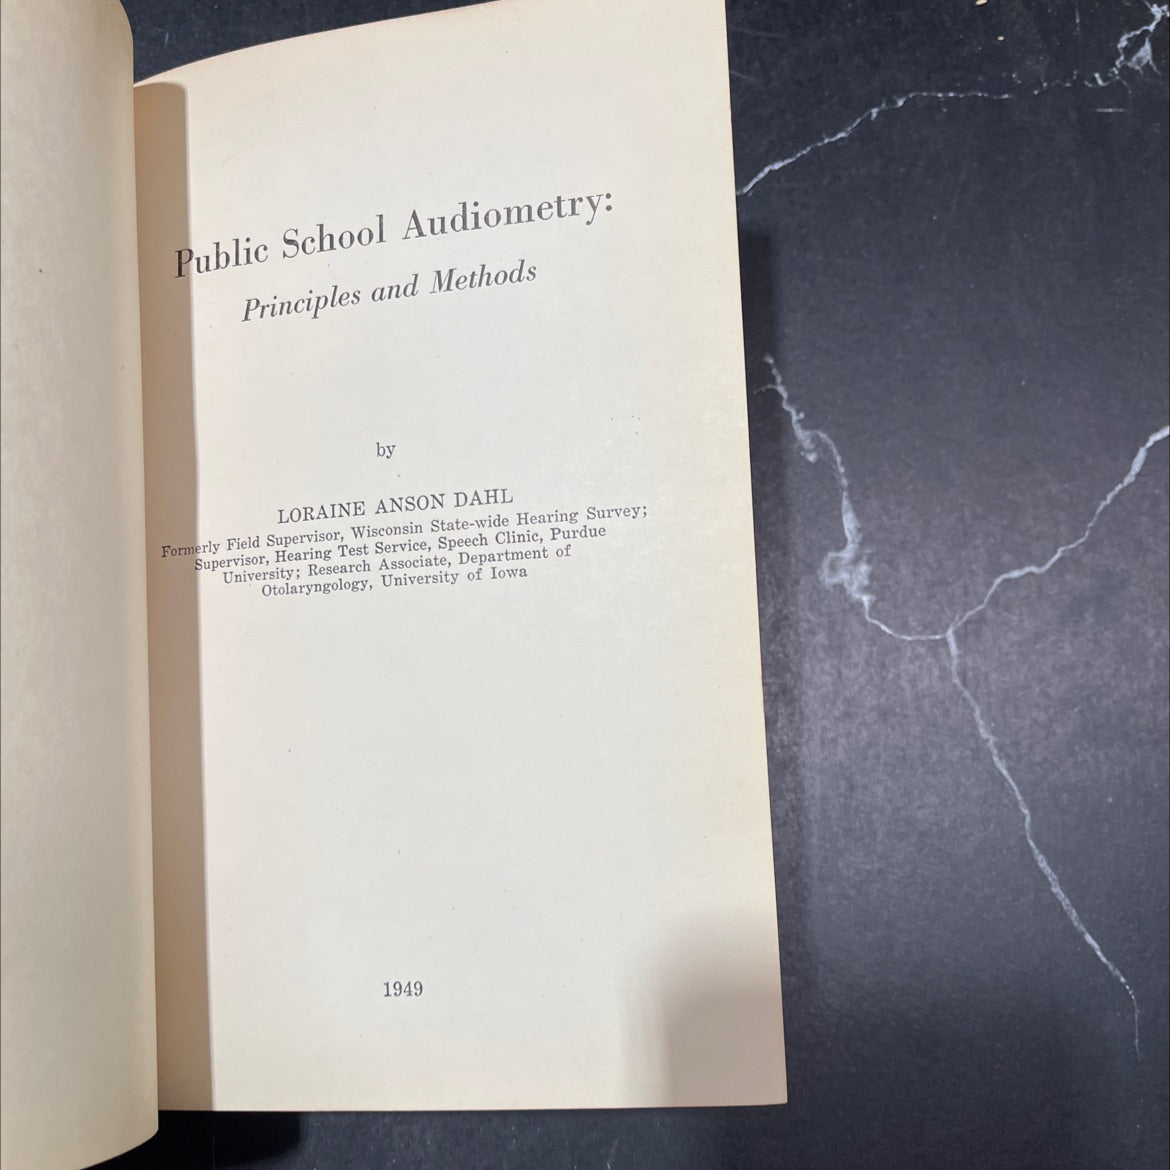 Public School Audiometry:
Principles and Methods
by
LORAINE ANSON DAHL
Formerly Field Supervisor, Wisconsin State-wide Hearing Survey;
Supervisor, Hearing Test Service, Speech Clinic, Purdue
University; Research Associate, Department of
Otolaryngology, University of Iowa
1949